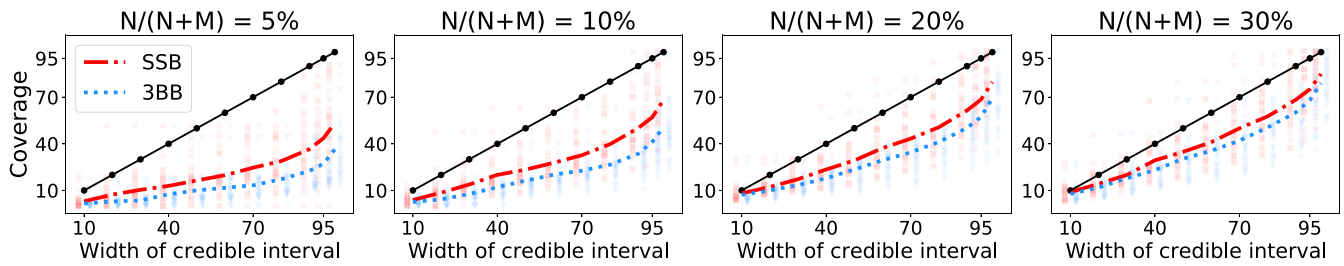 N/(N+M) = 5%
N/(N+M) = 10%
N/(N+M) = 20%
N/(N+M) = 30%
Coverage
95
70
40
10
SSB
3BB
10 40 70 95
Width of credible interval
95
70
40
10
10 40 70 95
Width of credible interval
95
70
40
10
10 40 70 95
Width of credible interval
95
70
40
10
10 40 70 95
Width of credible interval